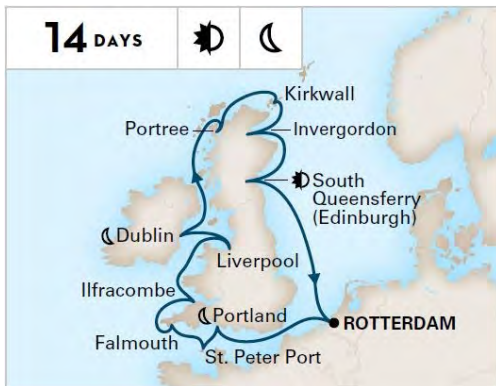 14 DAYS
Kirkwall
Portree
Invergordon
South
Queensferry
(Edinburgh)
Dublin
Liverpool
Ilfracombe
Portland
ROTTERDAM
Falmouth
St. Peter Port